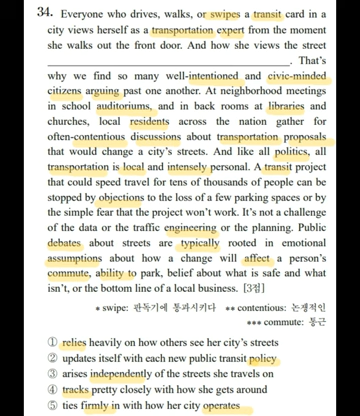 34. Everyone who drives, walks, or swipes a transit card in a
city views herself as a transportation expert from the moment
she walks out the front door. And how she views the street
____________________________________. That's
why we find so many well-intentioned and civic-minded
citizens arguing past one another. At neighborhood meetings
in school auditoriums, and in back rooms at libraries and
churches, local residents across the nation gather for
often-contentious discussions about transportation proposals
that would change a city's streets. And like all politics, all
transportation is local and intensely personal. A transit project
that could speed travel for tens of thousands of people can be
stopped by objections to the loss of a few parking spaces or by
the simple fear that the project won't work. It's not a challenge
of the data or the traffic engineering or the planning. Public
debates about streets are typically rooted in emotional
assumptions about how a change will affect a person's
commute, ability to park, belief about what is safe and what
isn't, or the bottom line of a local business. [3점]
* swipe: 판독기에 통과시키다 ** contentious: 논쟁적인
*** commute: 통근
① relies heavily on how others see her city's streets
② updates itself with each new public transit policy
③ arises independently of the streets she travels on
④ tracks pretty closely with how she gets around
⑤ ties firmly in with how her city operates